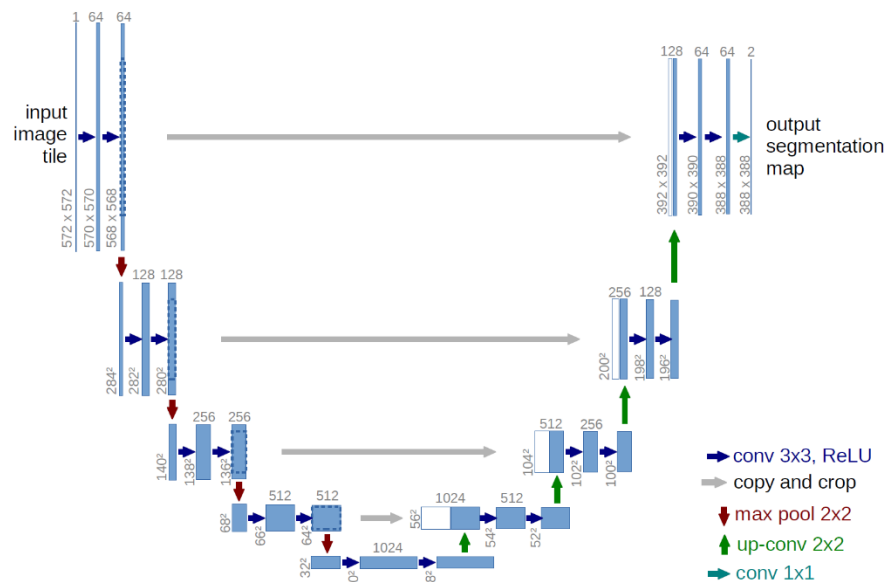 1 64 64
input
image
tile
572 x 572
570 x 570
568 x 568
128 64 64 2
output
segmentation
map
392 x 392
390 x 390
388 x 388
388 x 388
128 128
284²
282²
280²
256 128
200²
198²
196²
256 256
140²
138²
136²
512 256
104²
102²
100²
512 512
68²
66²
64²
1024 512
56²
54²
52²
1024
32²
0²
8²
conv 3x3, ReLU
copy and crop
max pool 2x2
up-conv 2x2
conv 1x1